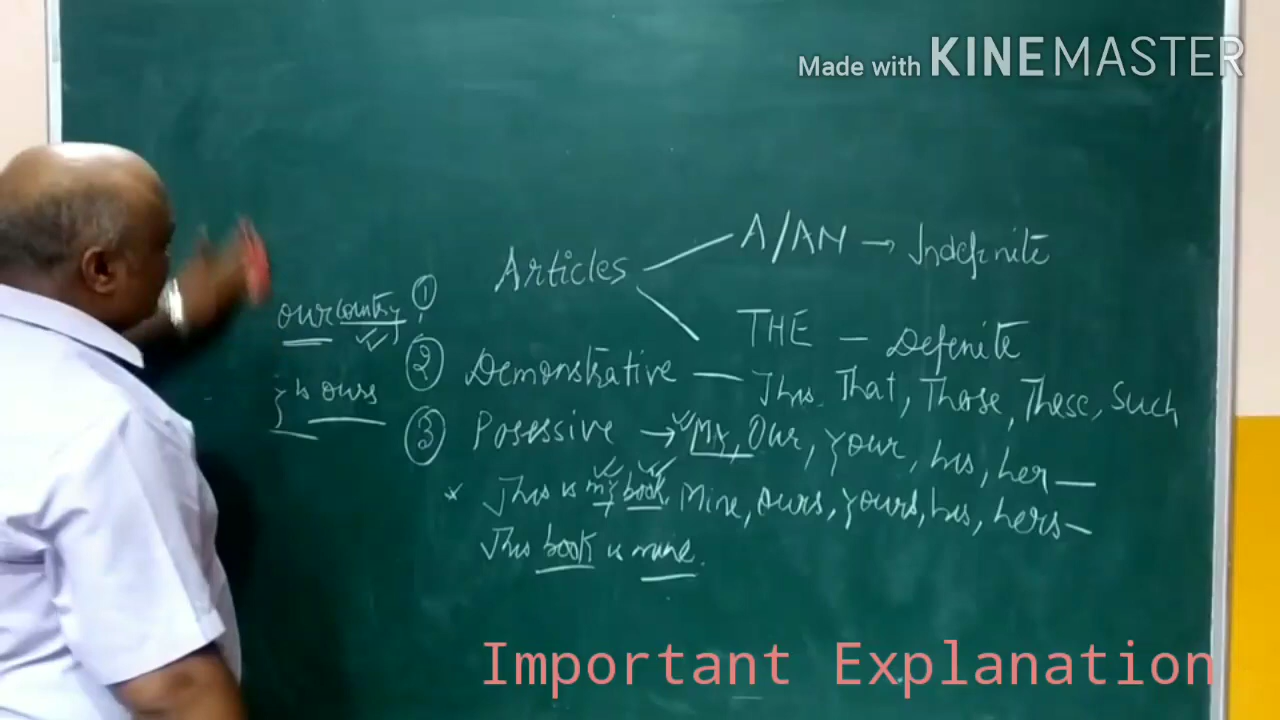 Made with KINEMASTER
Articles
A/AN → Indefinite
THE - Defenite
our country ①
② Demonstrative - This. That, Those, These, Such
③ Posessive → My, Our, your, his, her -
is ours
* This is my book. Mine, ours, yours, his, hers -
This book is mine.
Important Explanation